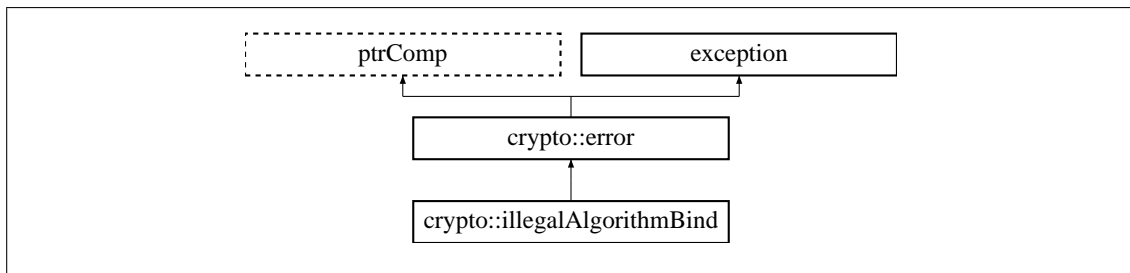 ptrComp
exception
crypto::error
crypto::illegalAlgorithmBind